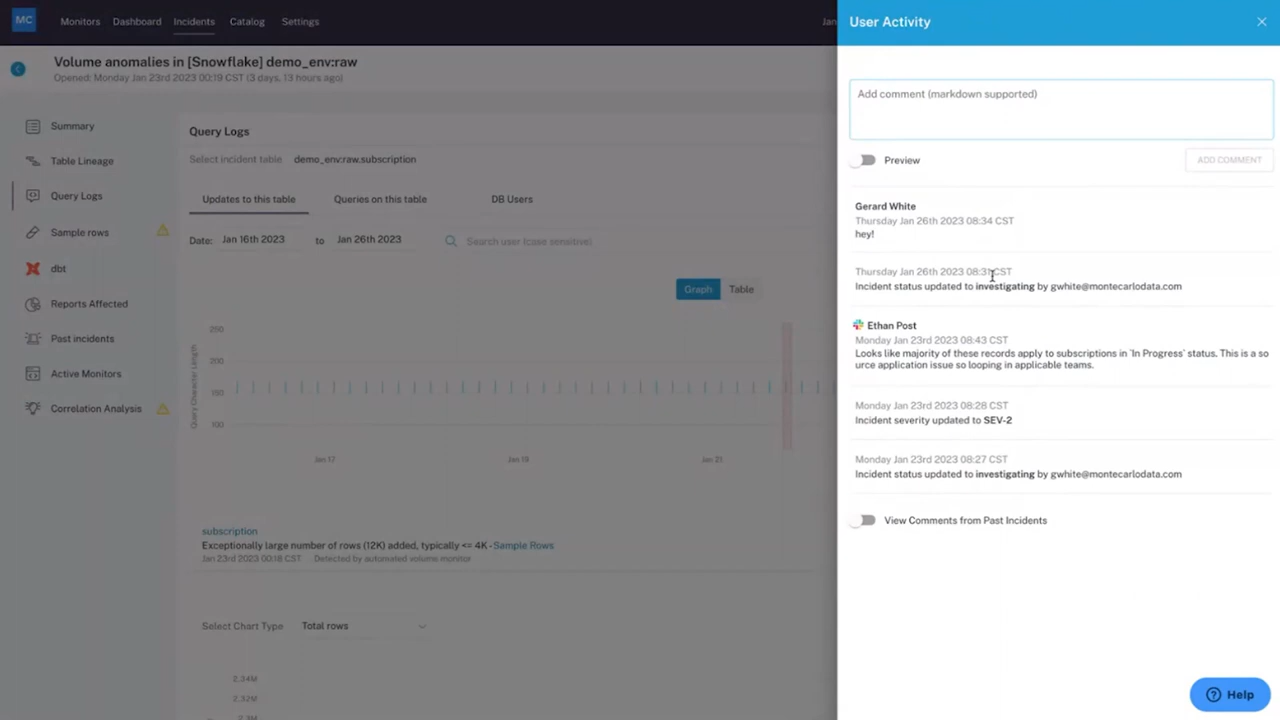 MC
Monitors
Dashboard
Incidents
Catalog
Settings
Jan
User Activity
Volume anomalies in [Snowflake] demo_env:raw
Opened: Monday Jan 23rd 2023 00:19 CST (3 days, 13 hours ago)
Summary
Table Lineage
Query Logs
Sample rows
dbt
Reports Affected
Past incidents
Active Monitors
Correlation Analysis
Query Logs
Select incident table demo_env:raw.subscription
Updates to this table
Queries on this table
DB Users
Date: Jan 16th 2023 to Jan 26th 2023
Search user (case sensitive)
Graph
Table
Query Character Length
250
200
150
100
Jan 17
Jan 19
Jan 21
subscription
Exceptionally large number of rows (12K) added, typically <= 4K - Sample Rows
Jan 23rd 2023 00:18 CST Detected by automated volume monitor
Select Chart Type Total rows
2.34M
2.32M
2.3M
Add comment (markdown supported)
Preview
ADD COMMENT
Gerard White
Thursday Jan 26th 2023 08:34 CST
hey!
Thursday Jan 26th 2023 08:31 CST
Incident status updated to investigating by gwhite@montecarlodata.com
Ethan Post
Monday Jan 23rd 2023 08:43 CST
Looks like majority of these records apply to subscriptions in `In Progress` status. This is a so
urce application issue so looping in applicable teams.
Monday Jan 23rd 2023 08:28 CST
Incident severity updated to SEV-2
Monday Jan 23rd 2023 08:27 CST
Incident status updated to investigating by gwhite@montecarlodata.com
View Comments from Past Incidents
Help